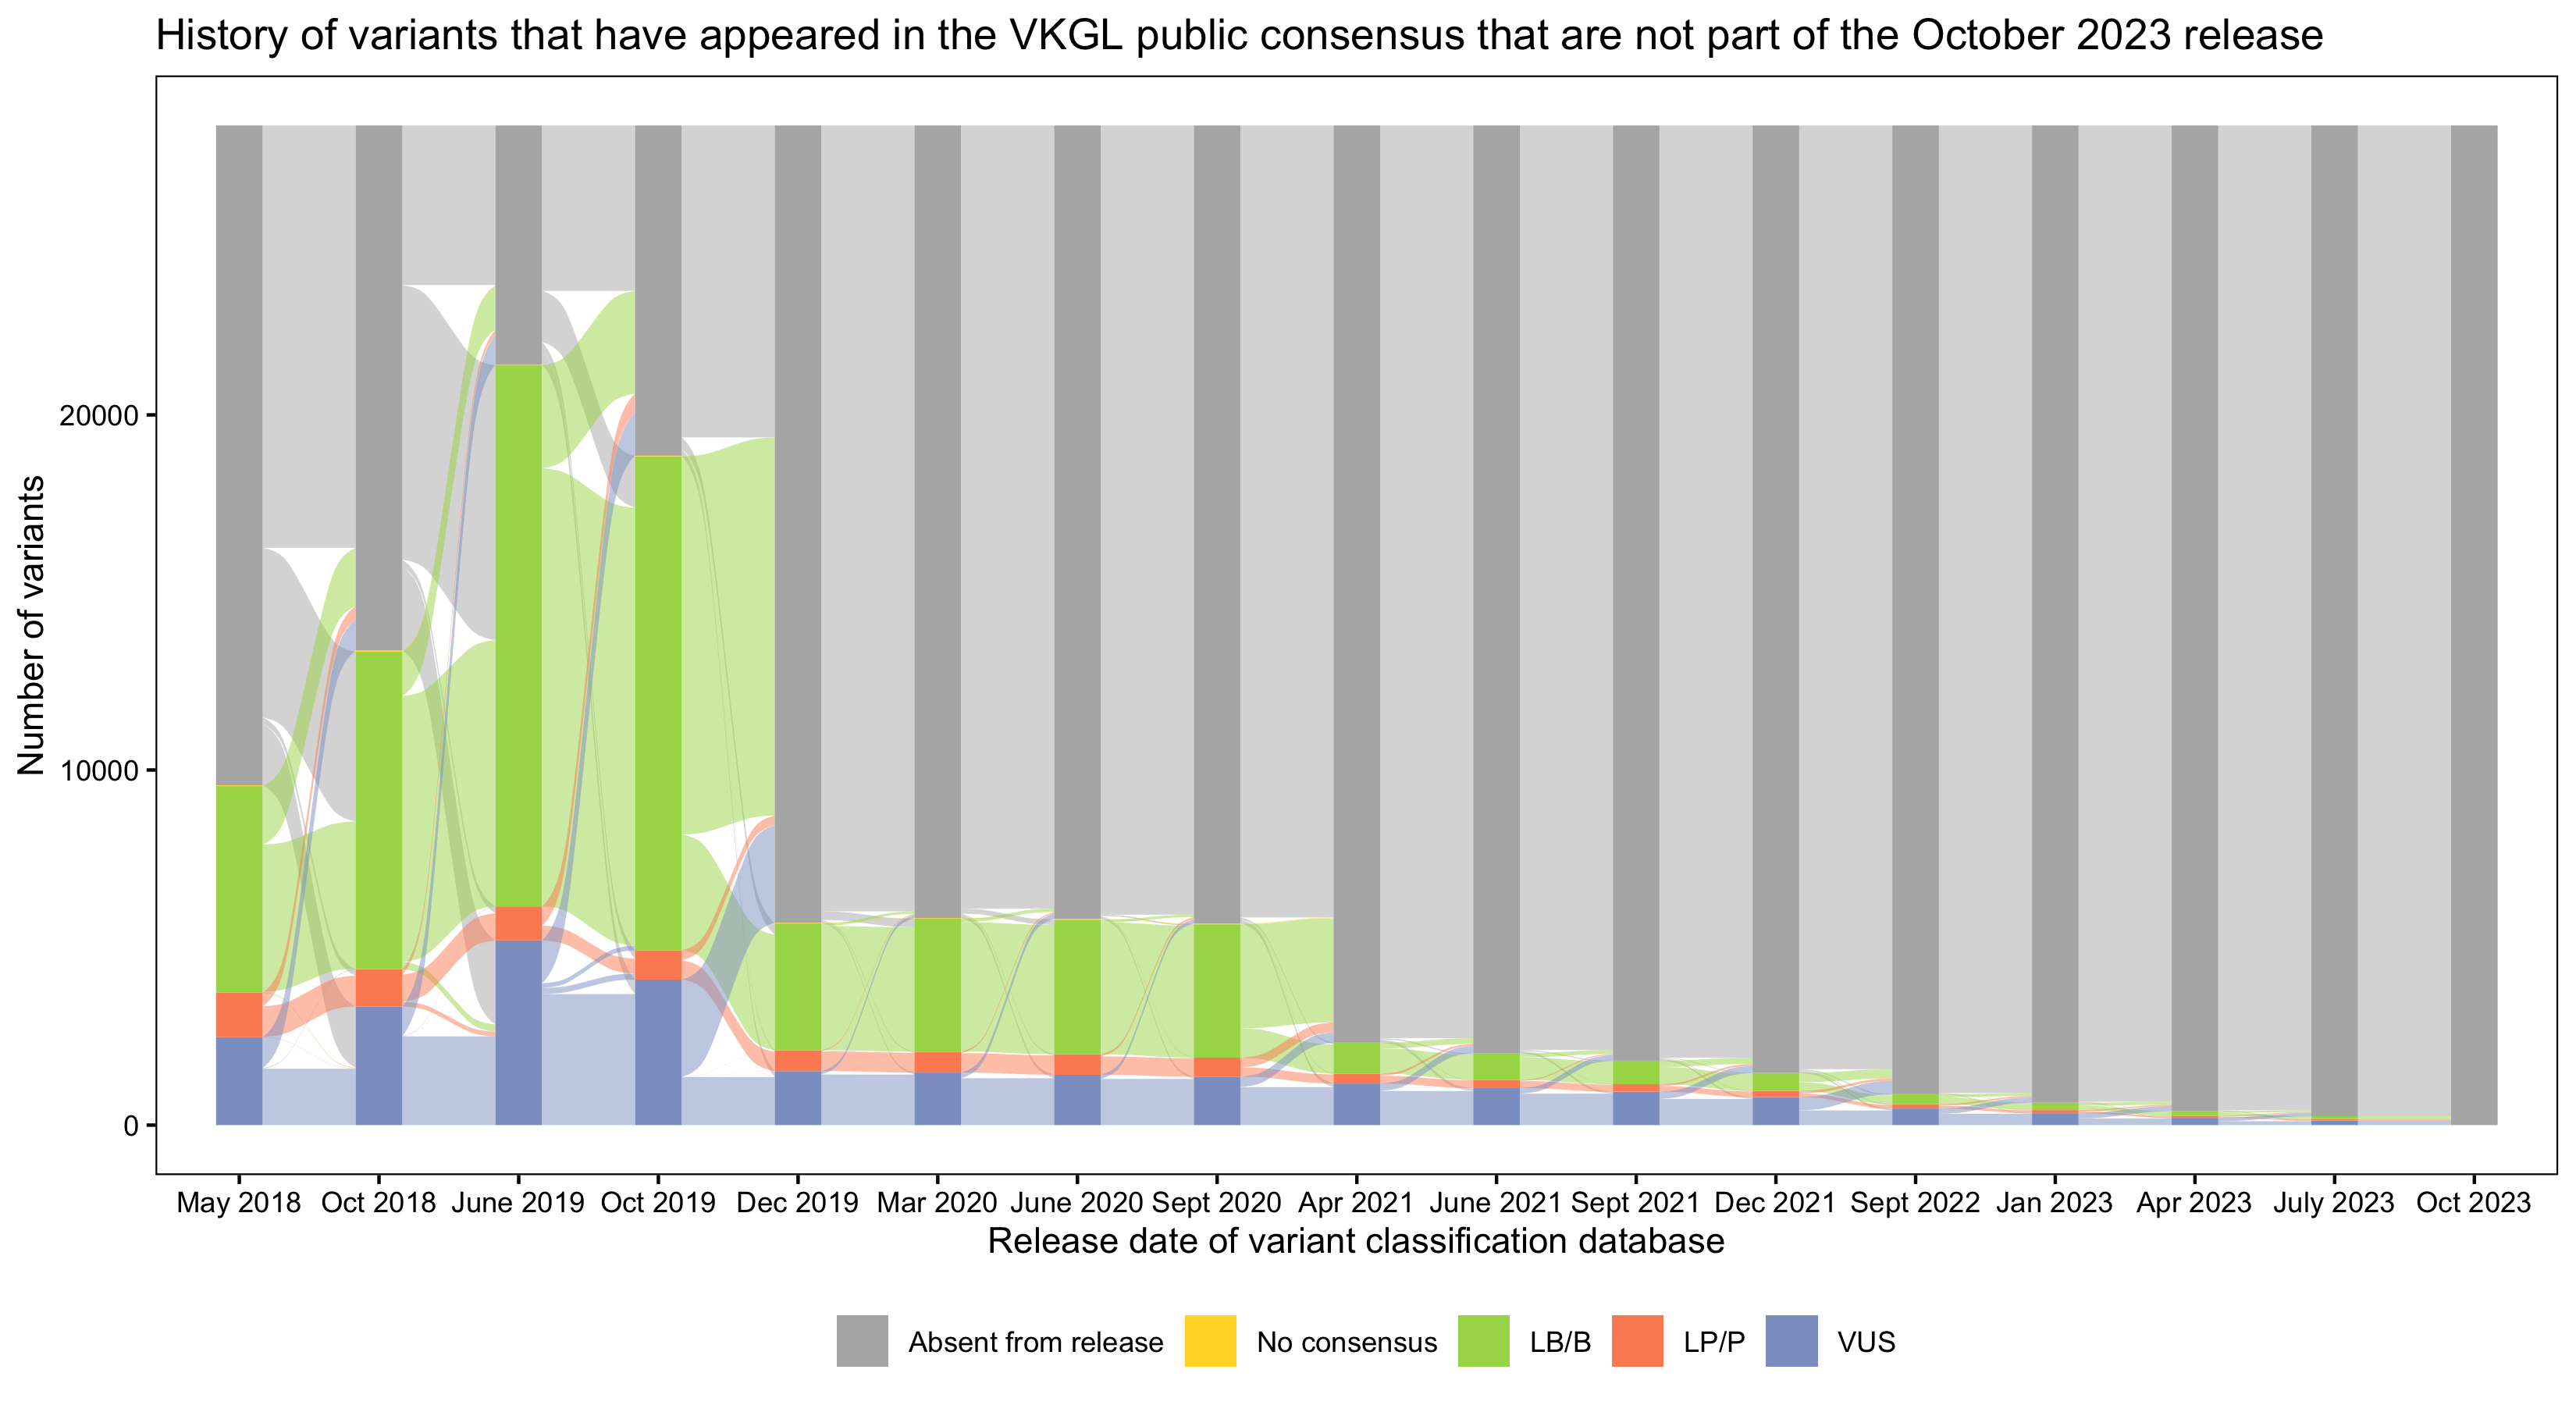 History of variants that have appeared in the VKGL public consensus that are not part of the October 2023 release
Number of variants
20000
10000
0
May 2018 Oct 2018 June 2019 Oct 2019 Dec 2019 Mar 2020 June 2020 Sept 2020 Apr 2021 June 2021 Sept 2021 Dec 2021 Sept 2022 Jan 2023 Apr 2023 July 2023 Oct 2023
Release date of variant classification database
Absent from release No consensus LB/B LP/P VUS